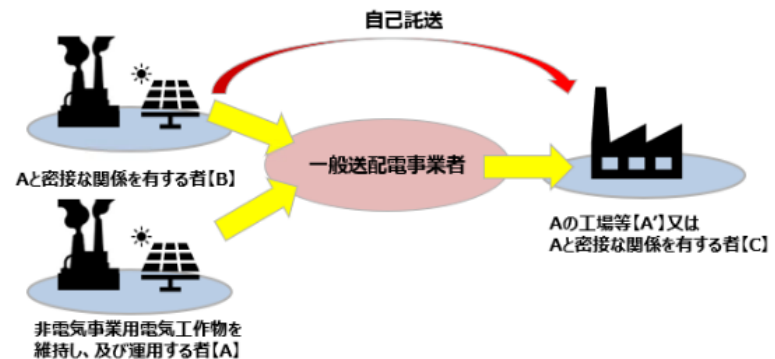 自己託送
Aと密接な関係を有する者【B】
一般送配電事業者
Aの工場等【A’】又は
Aと密接な関係を有する者【C】
非電気事業用電気工作物を
維持し、及び運用する者【A】